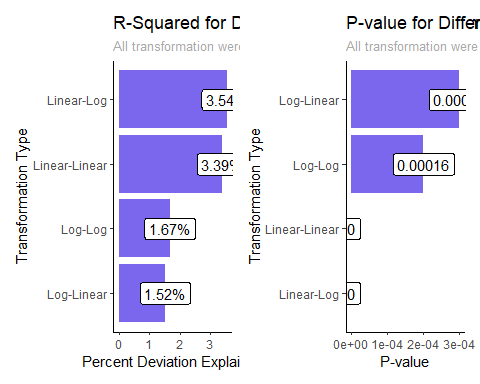 R-Squared for D
All transformation were
Transformation Type
Linear-Log
3.54
Linear-Linear
3.39%
Log-Log
1.67%
Log-Linear
1.52%
0 1 2 3
Percent Deviation Explai
P-value for Differ
All transformation were
Transformation Type
Log-Linear
0.000
Log-Log
0.00016
Linear-Linear
0
Linear-Log
0
0e+00 1e-04 2e-04 3e-04
P-value